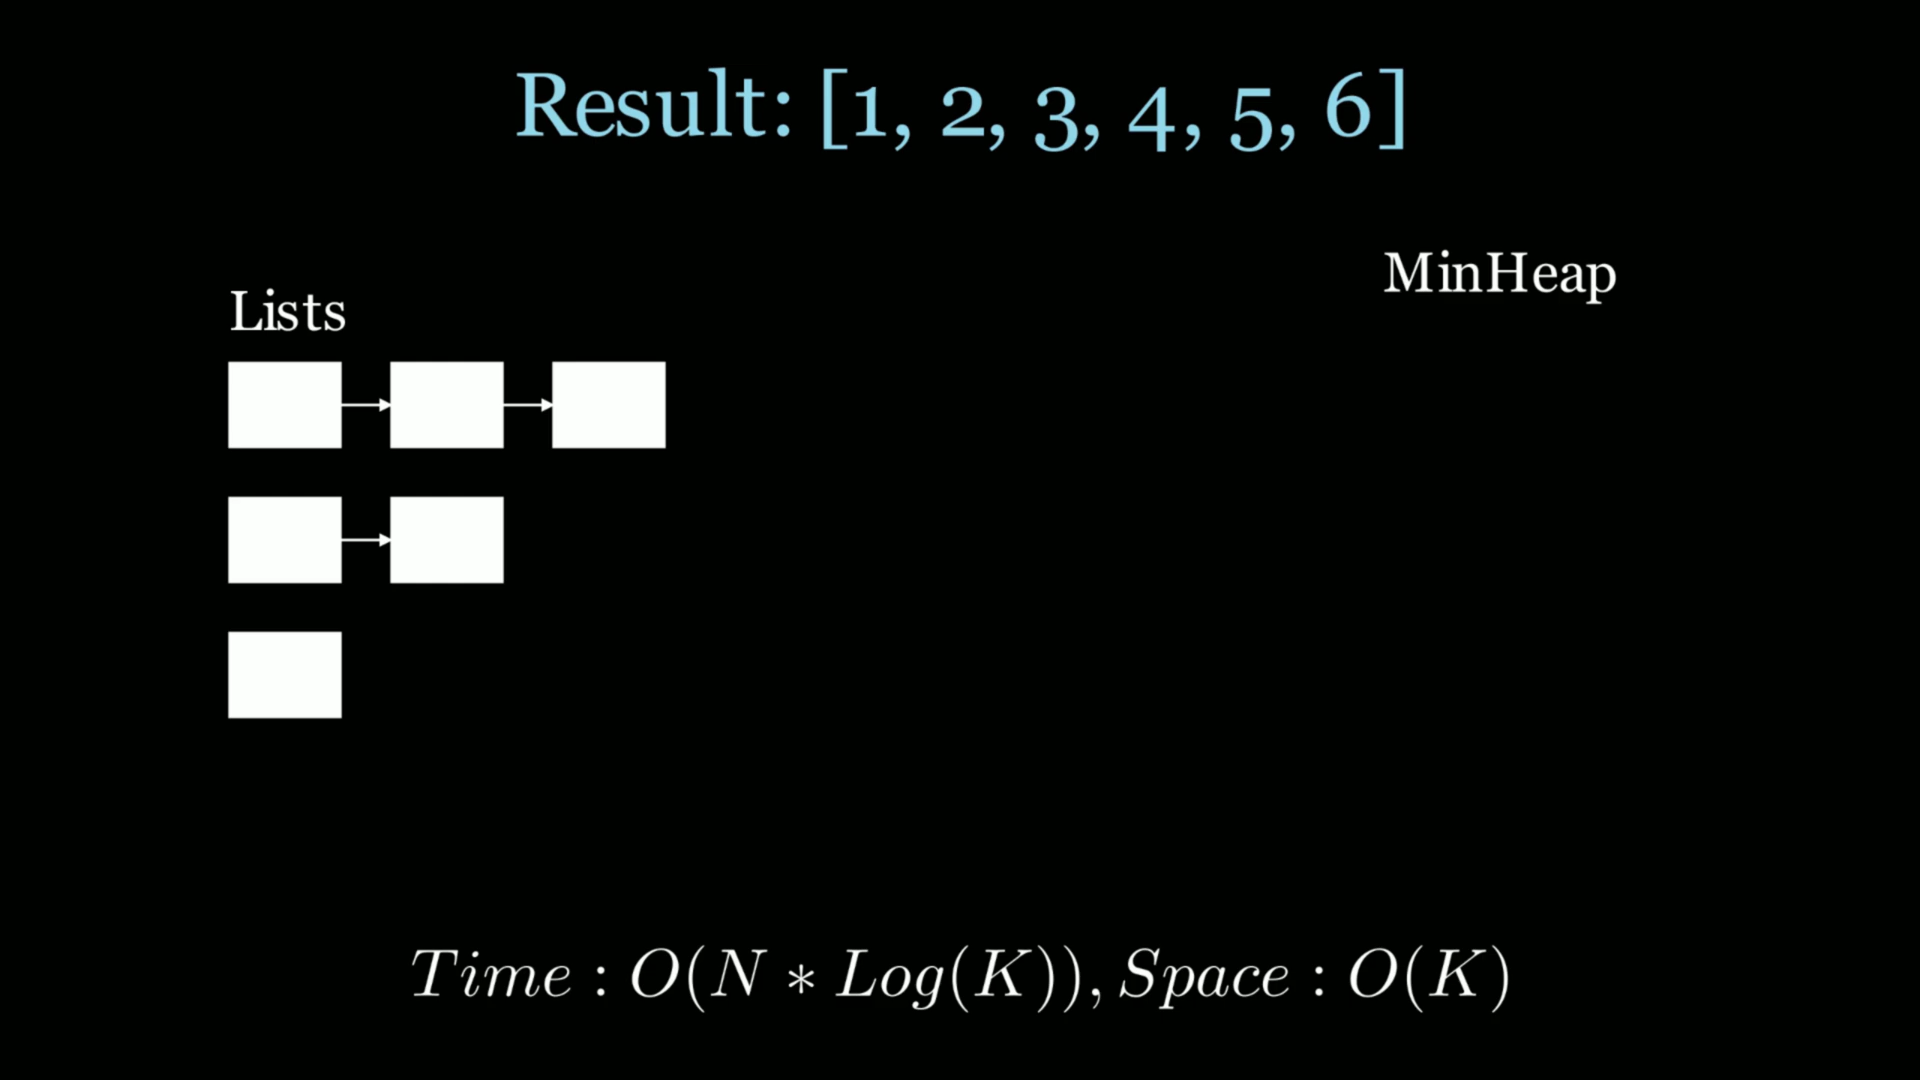 Result: [1, 2, 3, 4, 5, 6]
MinHeap
Lists
Time : O(N * Log(K)), Space : O(K)